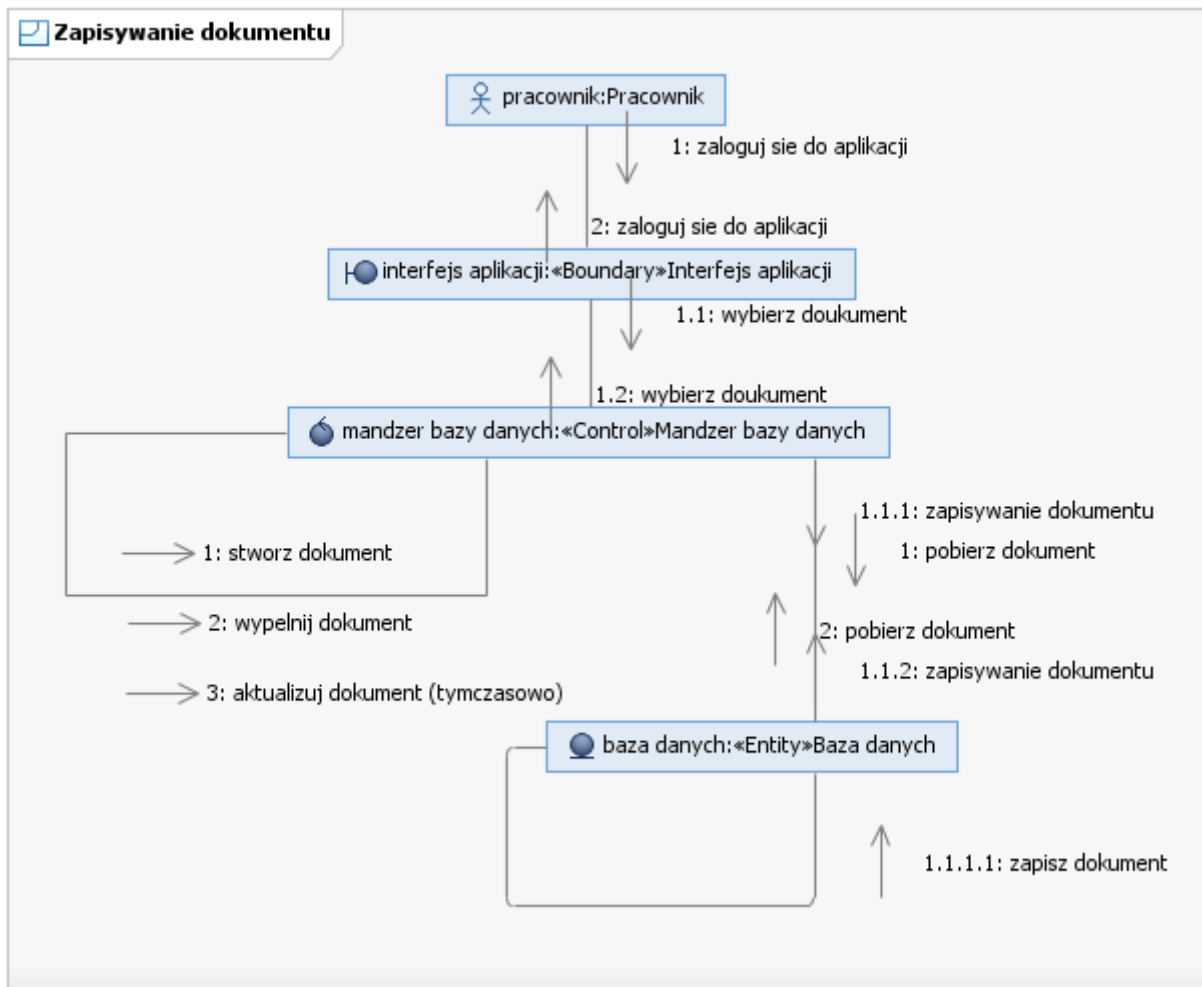 Zapisywanie dokumentu
pracownik:Pracownik
1: zaloguj sie do aplikacji
2: zaloguj sie do aplikacji
interfejs aplikacji:«Boundary»Interfejs aplikacji
1.1: wybierz doukument
1.2: wybierz doukument
mandzer bazy danych:«Control»Mandzer bazy danych
1.1.1: zapisywanie dokumentu
1: stworz dokument
1: pobierz dokument
2: wypelnij dokument
2: pobierz dokument
1.1.2: zapisywanie dokumentu
3: aktualizuj dokument (tymczasowo)
baza danych:«Entity»Baza danych
1.1.1.1: zapisz dokument